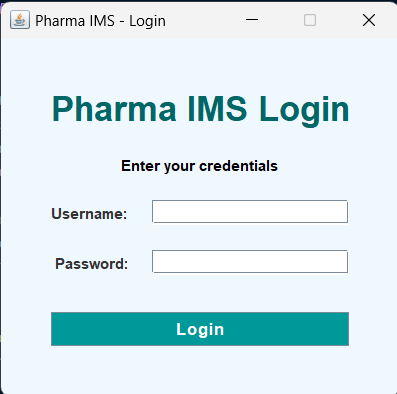 Pharma IMS - Login
Pharma IMS Login
Enter your credentials
Username:
Password:
Login